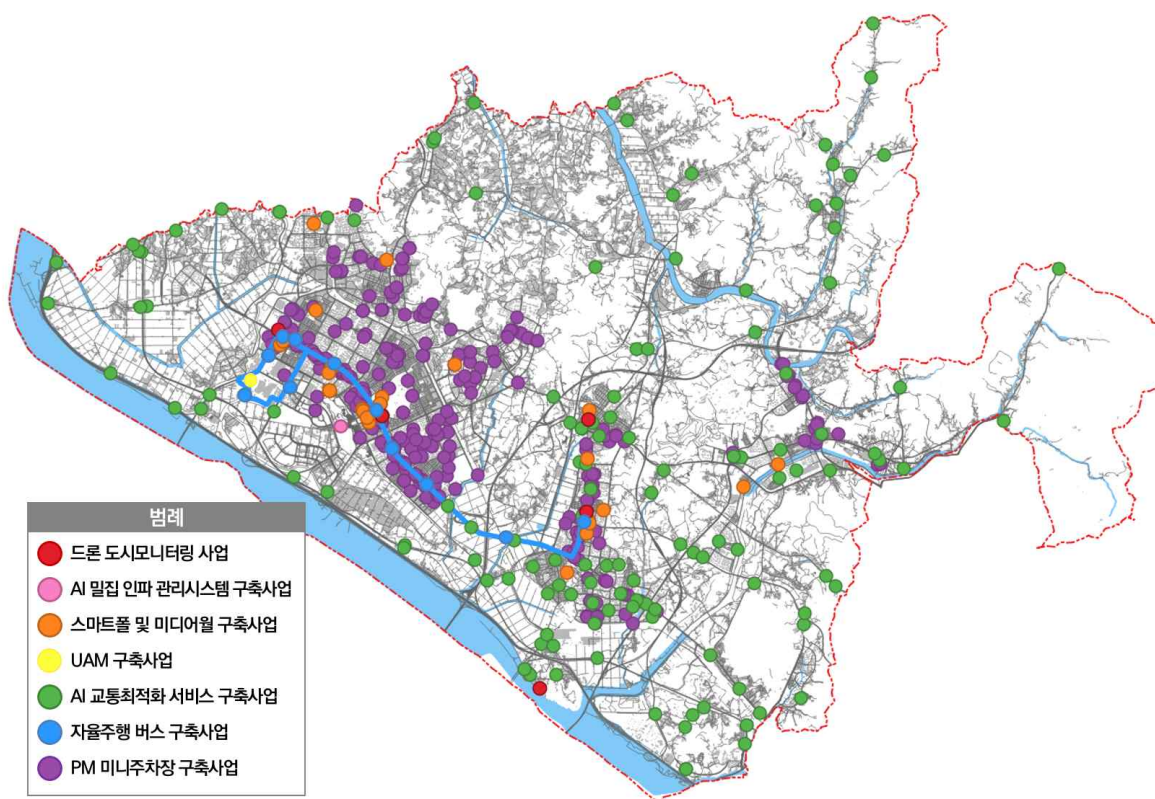 범례
드론 도시모니터링 사업
AI 밀집 인파 관리시스템 구축사업
스마트폴 및 미디어월 구축사업
UAM 구축사업
AI 교통최적화 서비스 구축사업
자율주행 버스 구축사업
PM 미니주차장 구축사업